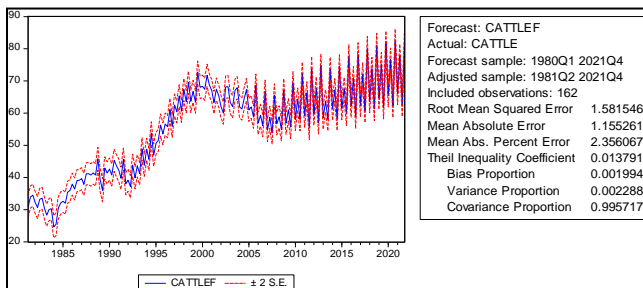 90
80
70
60
50
40
30
20
1985 1990 1995 2000 2005 2010 2015 2020
CATTLEF ± 2 S.E.
Forecast: CATTLEF
Actual: CATTLE
Forecast sample: 1980Q1 2021Q4
Adjusted sample: 1981Q2 2021Q4
Included observations: 162
Root Mean Squared Error 1.581546
Mean Absolute Error 1.155261
Mean Abs. Percent Error 2.356067
Theil Inequality Coefficient 0.013791
Bias Proportion 0.001994
Variance Proportion 0.002288
Covariance Proportion 0.995717